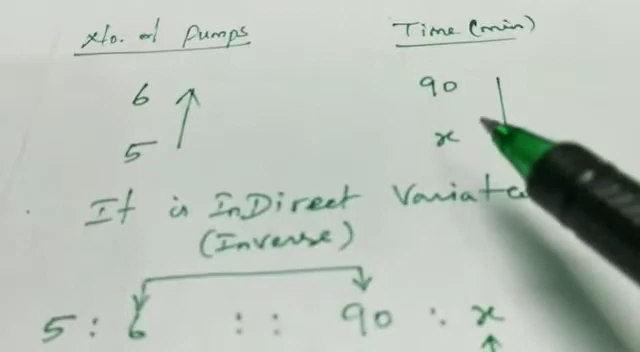 No. of Pumps Time (min)
6 90
5 x
It is InDirect
(Inverse)
5 : 6 :: 90 : x